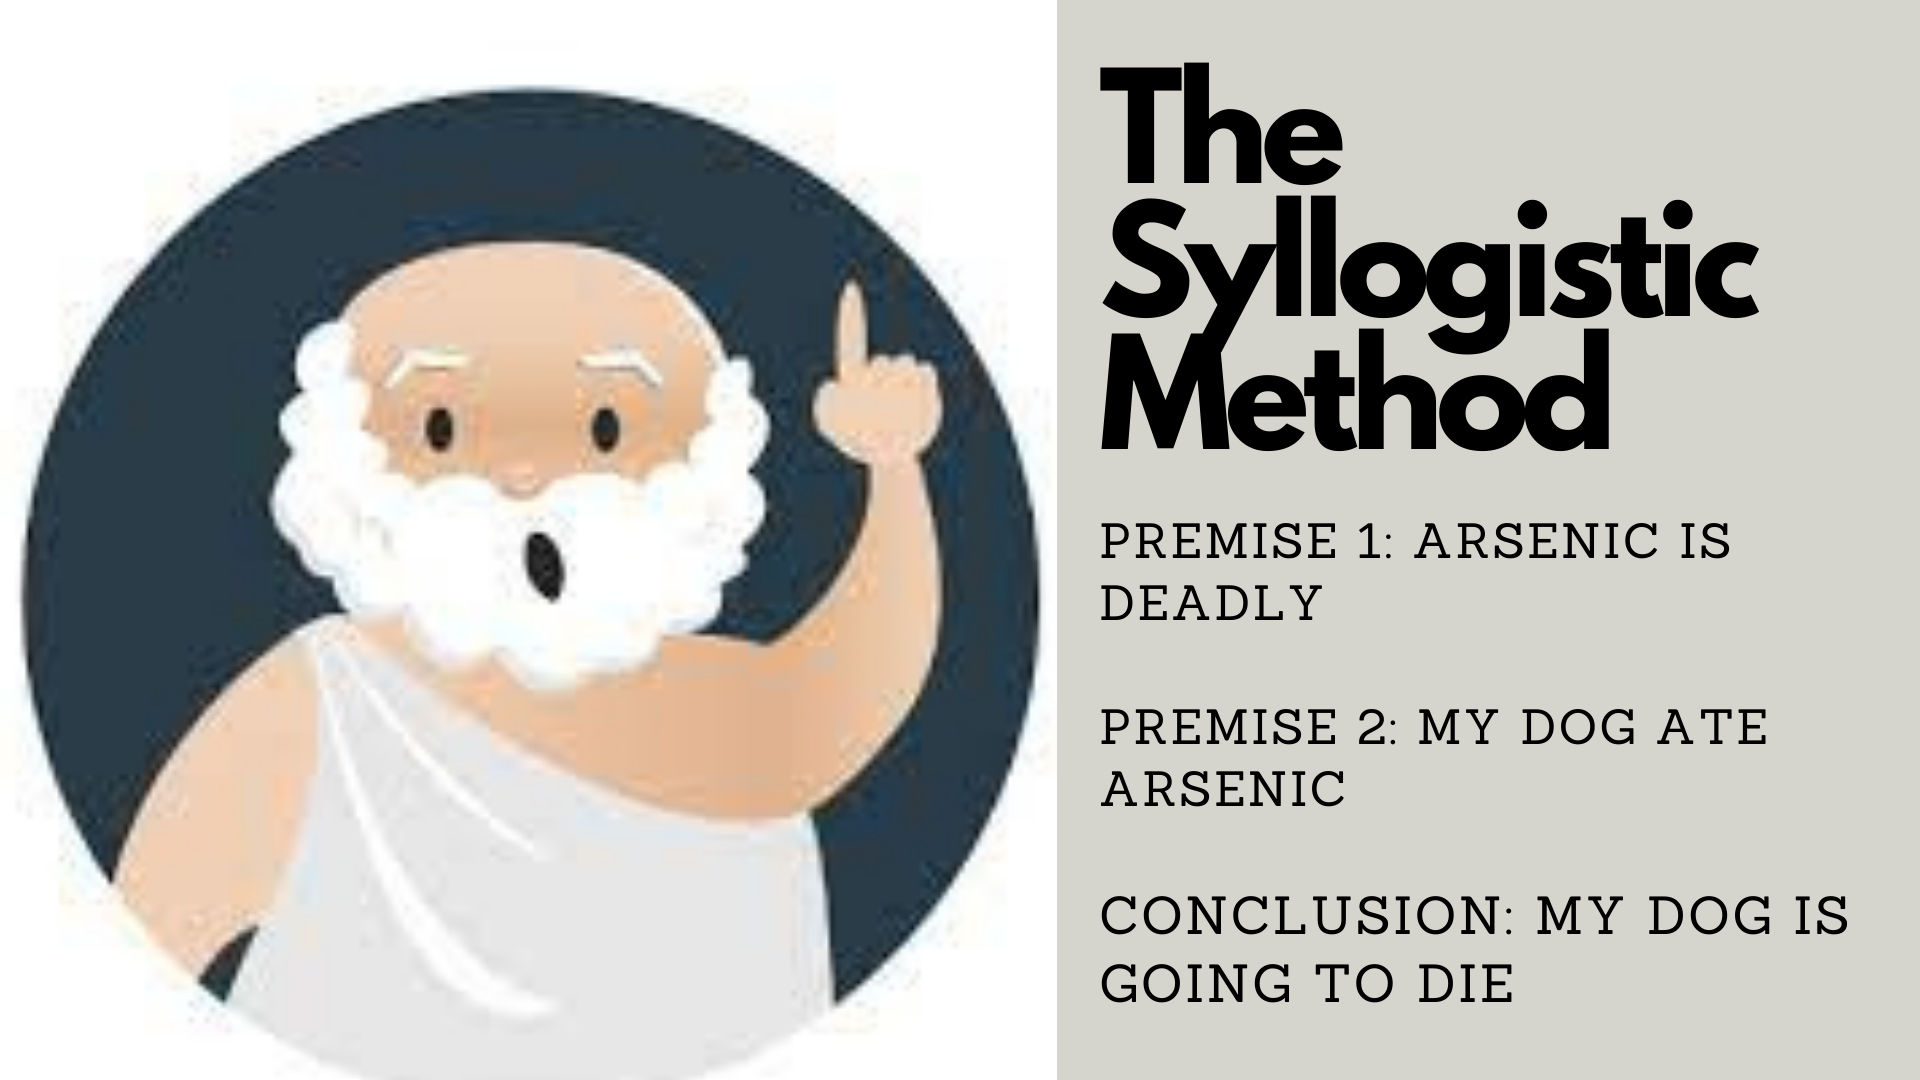 The
Syllogistic
Method
PREMISE 1: ARSENIC IS
DEADLY
PREMISE 2: MY DOG ATE
ARSENIC
CONCLUSION: MY DOG IS
GOING TO DIE